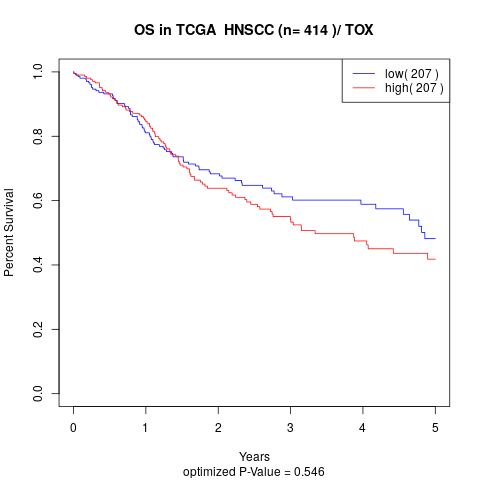 OS in TCGA  HNSCC (n= 414 )/ TOX
low( 207 )
high( 207 )
Percent Survival
1.0
0.8
0.6
0.4
0.2
0.0
0 1 2 3 4 5
Years
optimized P-Value = 0.546